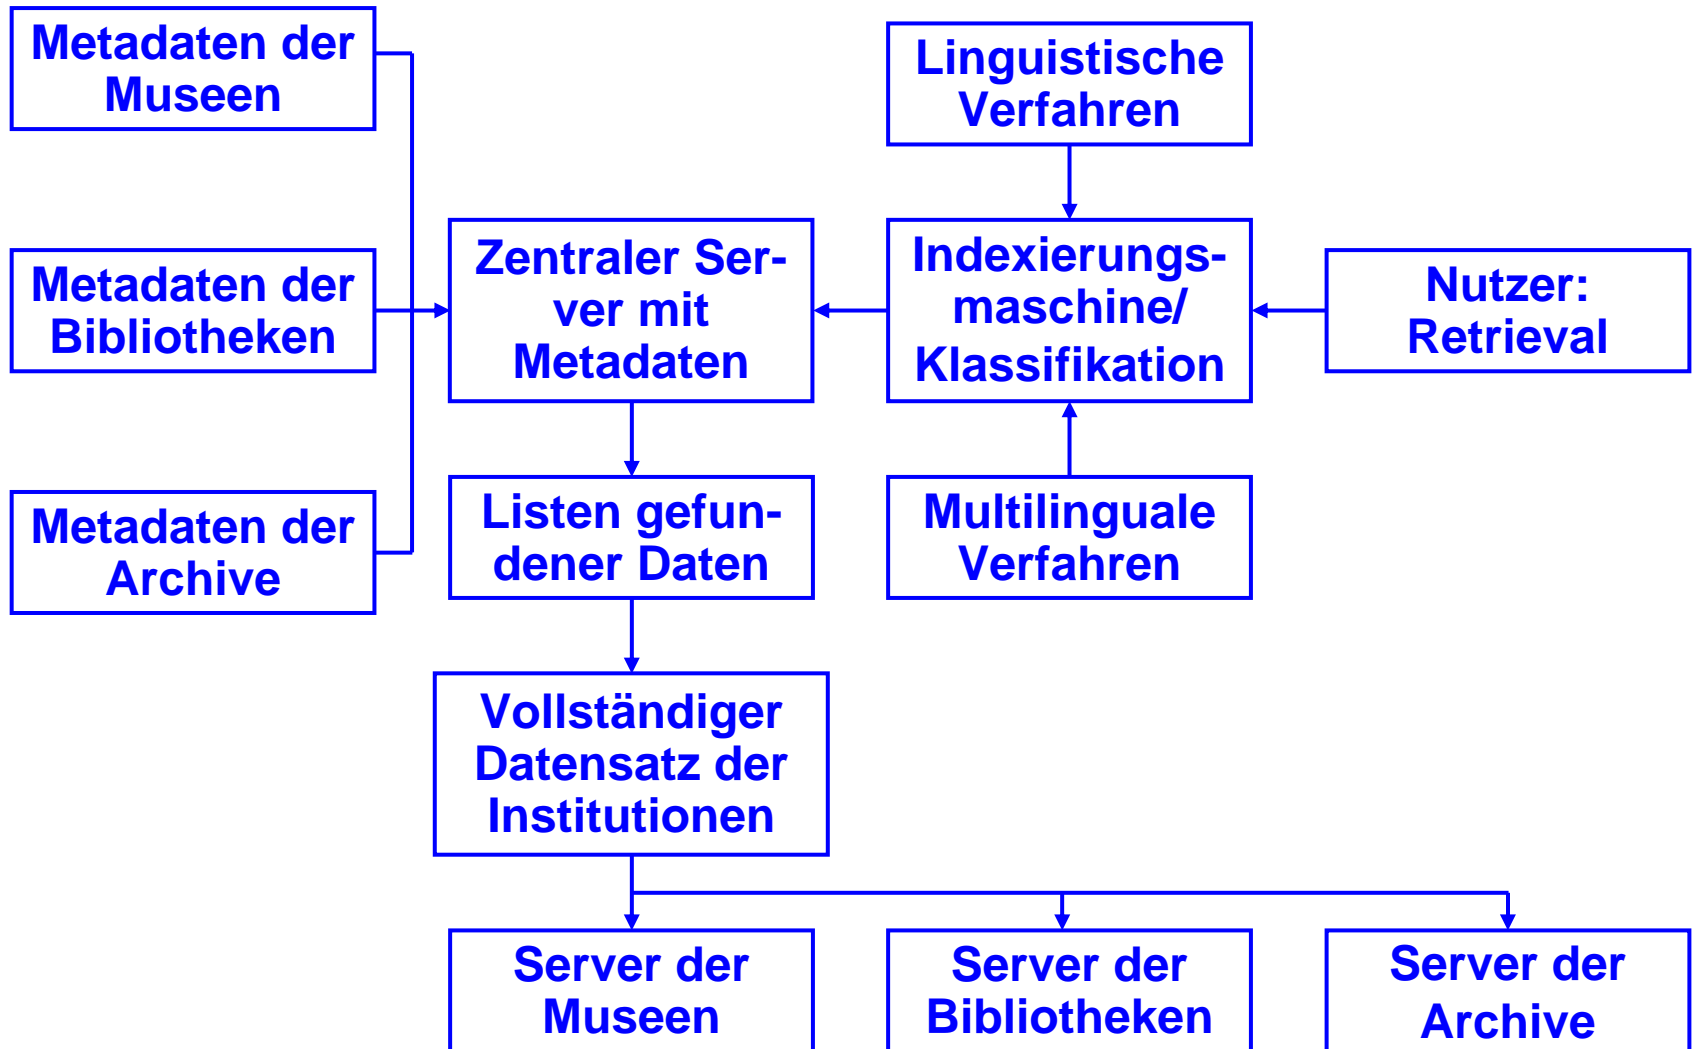 Metadaten der
Museen
Linguistische
Verfahren
Metadaten der
Bibliotheken
Zentraler Ser-
ver mit
Metadaten
Indexierungs-
maschine/
Klassifikation
Nutzer:
Retrieval
Metadaten der
Archive
Listen gefun-
dener Daten
Multilinguale
Verfahren
Vollständiger
Datensatz der
Institutionen
Server der
Museen
Server der
Bibliotheken
Server der
Archive